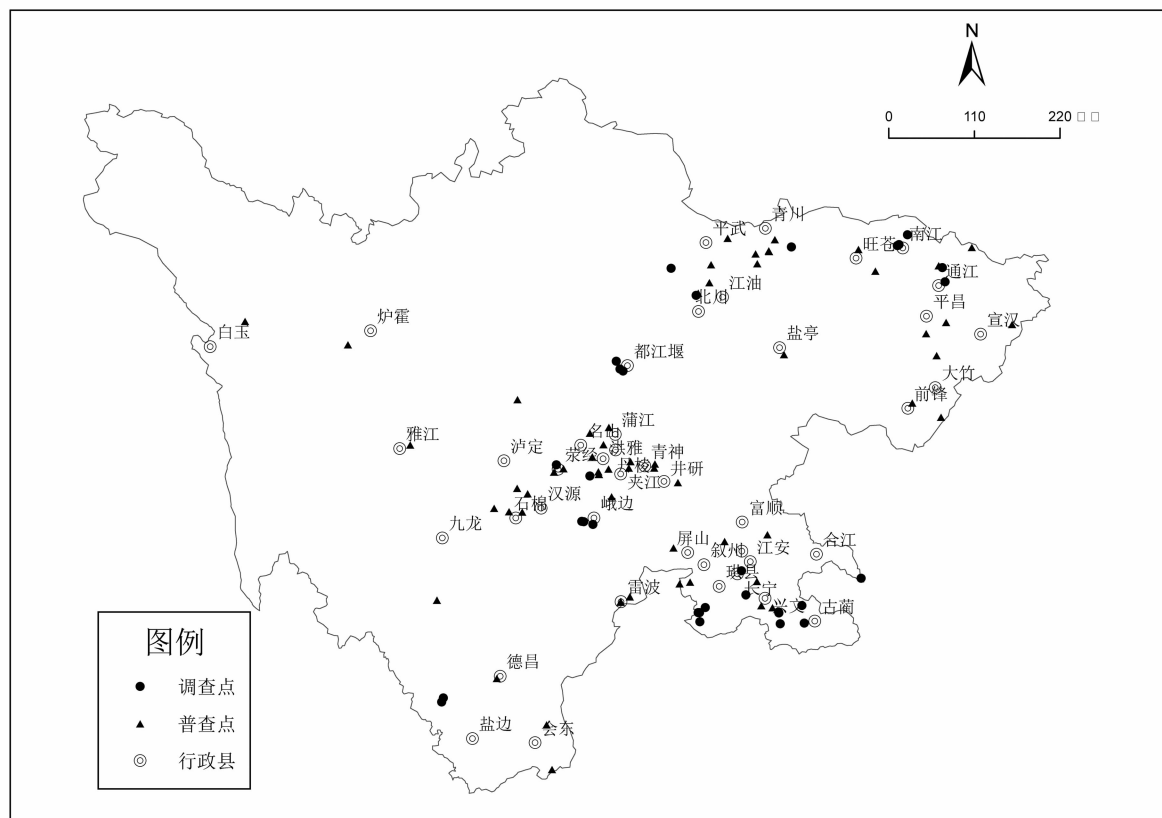 N
0 110 220
青川
平武
南江
旺苍
通江
江油
北川
平昌
宣汉
炉霍
白玉
盐亭
都江堰
大竹
前锋
蒲江
名山
雅江
洪雅
泸定
荥经
丹棱
青神
夹江
井研
汉源
石棉
峨边
富顺
九龙
屏山
叙州
江安
合江
珙县
雷波
长宁
兴文
古蔺
图例
德昌
调查点
普查点
盐边
会东
行政县